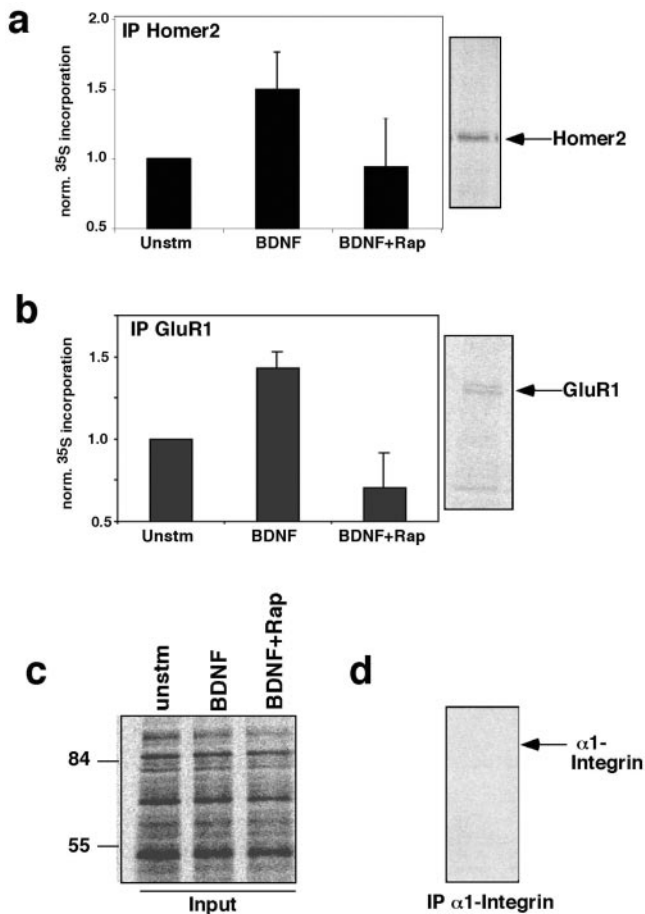 a
IP Homer2
norm. ³⁵S incorporation
2.0
1.5
1.0
0.5
Unstm BDNF BDNF+Rap
Homer2
b
IP GluR1
norm. ³⁵S incorporation
1.5
1.0
0.5
Unstm BDNF BDNF+Rap
GluR1
c
unstm
BDNF
BDNF+Rap
84
55
Input
d
α1-
Integrin
IP α1-Integrin